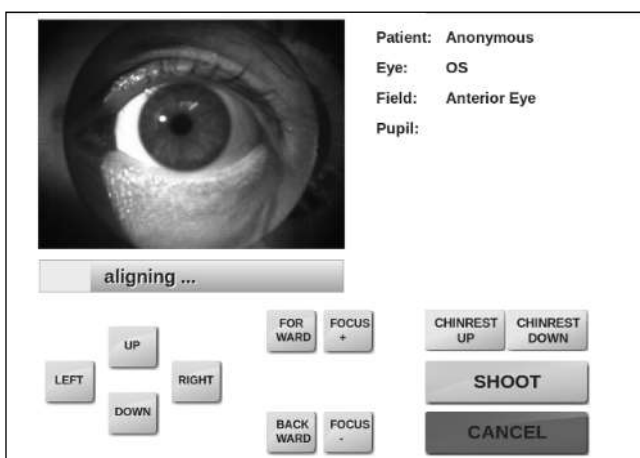 Patient: Anonymous
Eye: OS
Field: Anterior Eye
Pupil:
aligning ...
UP
LEFT
RIGHT
DOWN
FOR
WARD
FOCUS
+
BACK
WARD
FOCUS
-
CHINREST
UP
CHINREST
DOWN
SHOOT
CANCEL